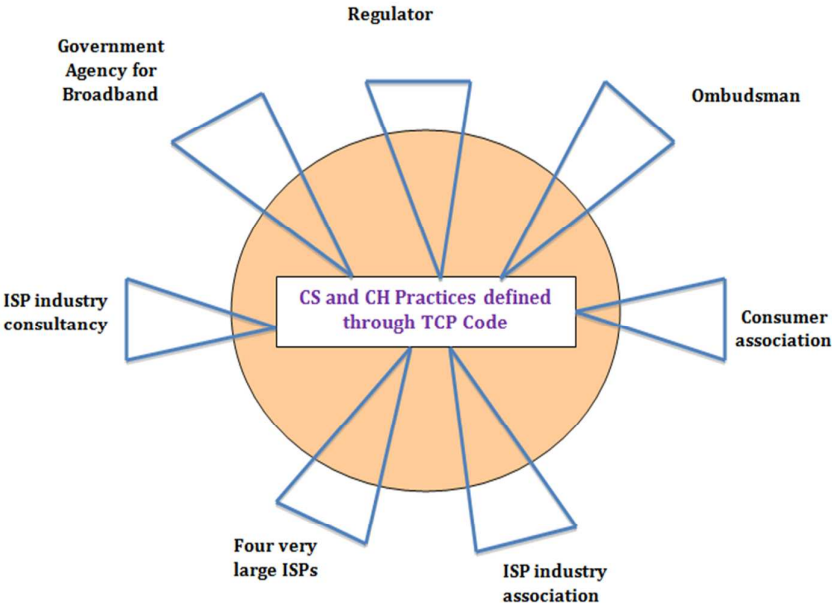 Regulator
Government
Agency for
Broadband
Ombudsman
ISP industry
consultancy
CS and CH Practices defined
through TCP Code
Consumer
association
Four very
large ISPs
ISP industry
association